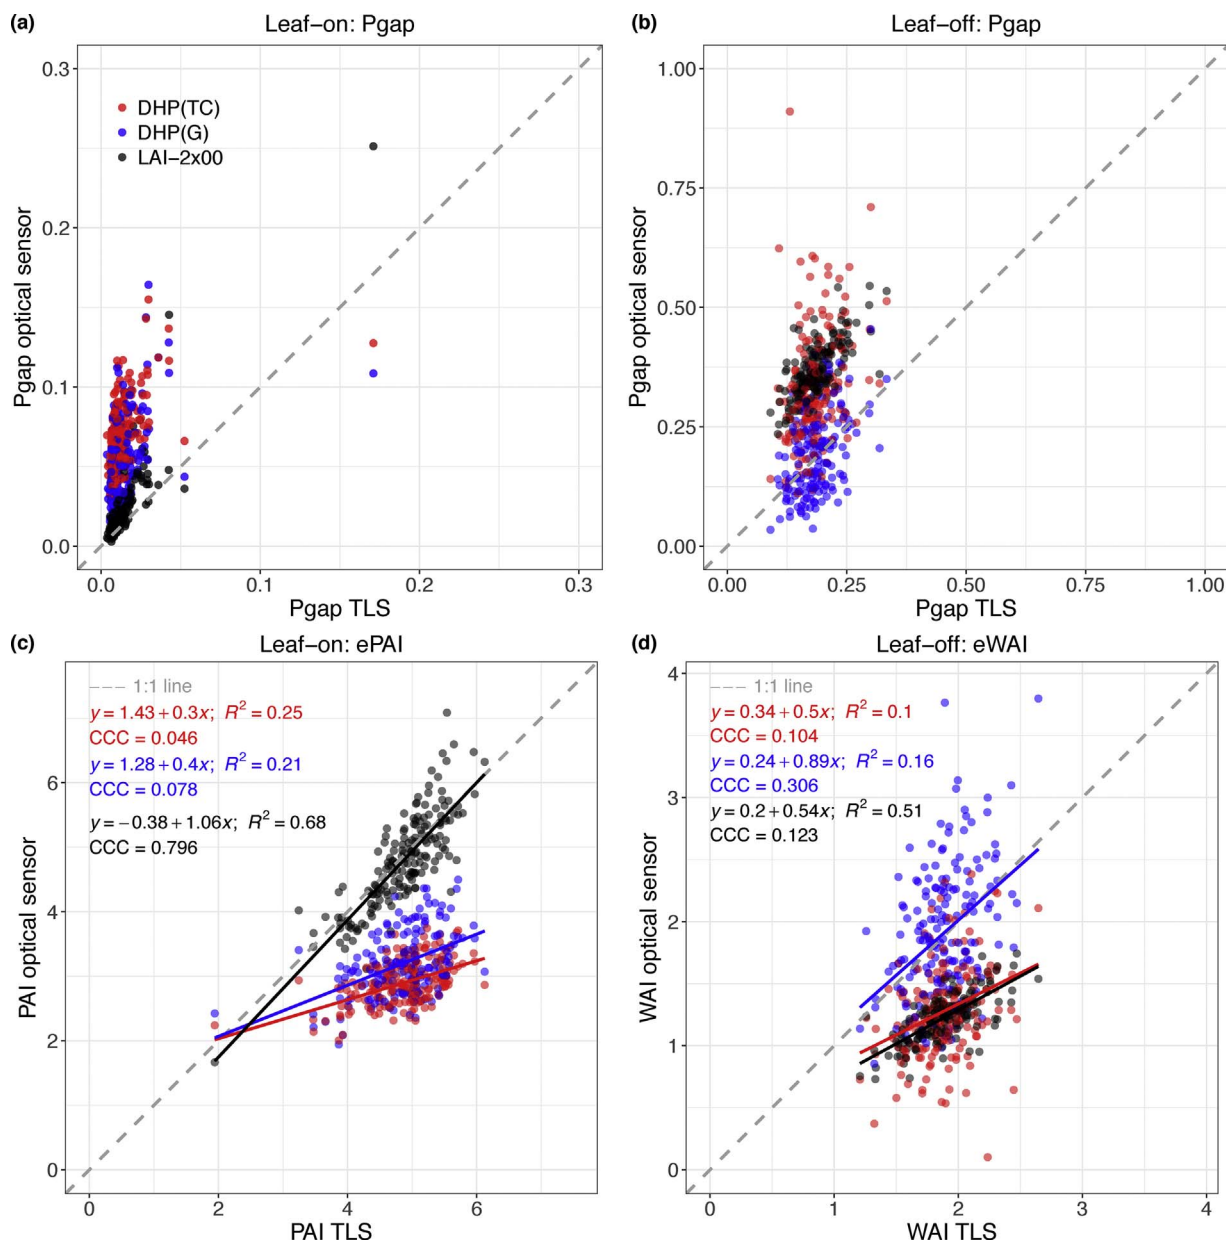 (a)
Leaf−on: Pgap
0.3
0.2
0.1
0.0
Pgap optical sensor
DHP(TC)
DHP(G)
LAI−2x00
0.0 0.1 0.2 0.3
Pgap TLS
(b)
Leaf−off: Pgap
1.00
0.75
0.50
0.25
0.00
Pgap optical sensor
0.00 0.25 0.50 0.75 1.00
Pgap TLS
(c)
Leaf−on: ePAI
1:1 line
y = 1.43 + 0.3x; R² = 0.25
CCC = 0.046
y = 1.28 + 0.4x; R² = 0.21
CCC = 0.078
y = −0.38 + 1.06x; R² = 0.68
CCC = 0.796
6
4
2
0
PAI optical sensor
0 2 4 6
PAI TLS
(d)
Leaf−off: eWAI
1:1 line
y = 0.34 + 0.5x; R² = 0.1
CCC = 0.104
y = 0.24 + 0.89x; R² = 0.16
CCC = 0.306
y = 0.2 + 0.54x; R² = 0.51
CCC = 0.123
4
3
2
1
0
WAI optical sensor
0 1 2 3 4
WAI TLS